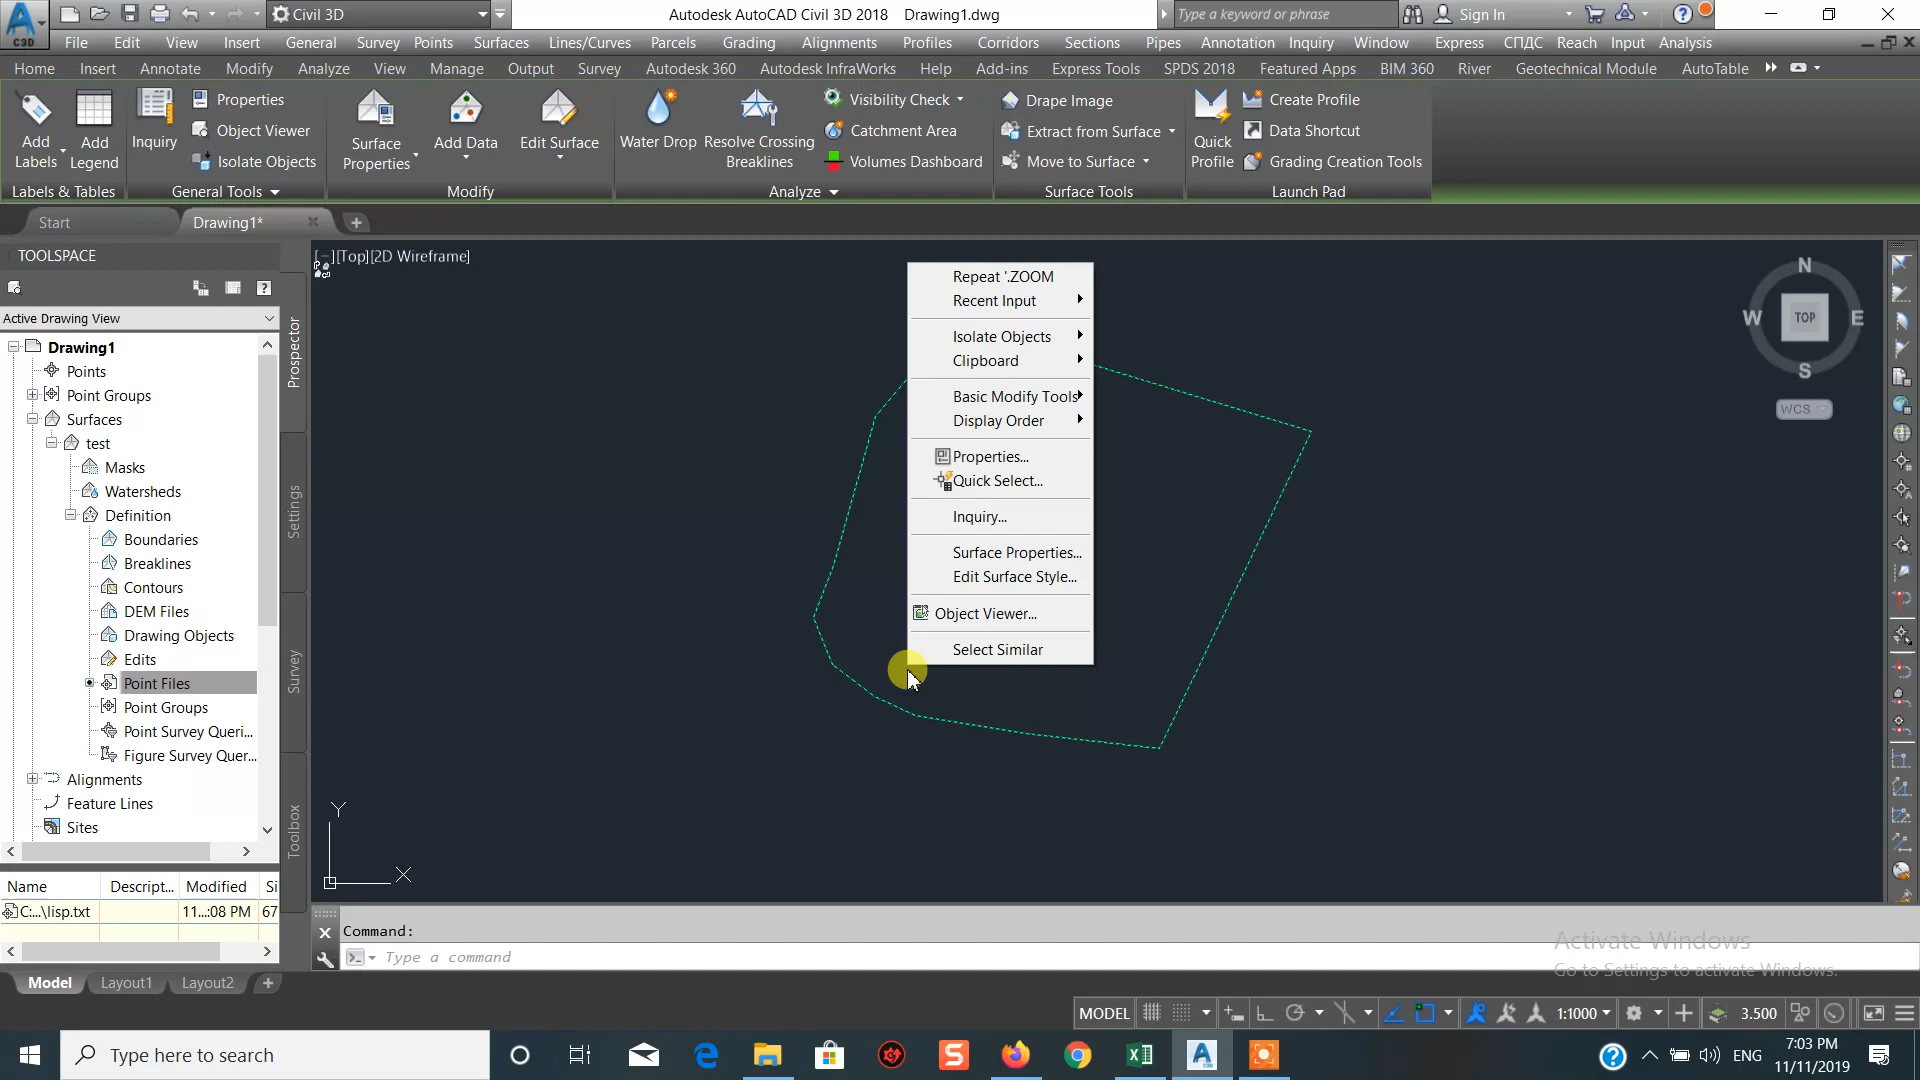 Civil 3D
Autodesk AutoCAD Civil 3D 2018 Drawing1.dwg
Type a keyword or phrase
Sign In
C3D
File Edit View Insert General Survey Points Surfaces Lines/Curves Parcels Grading Alignments Profiles Corridors Sections Pipes Annotation Inquiry Window Express СПДС Reach Input Analysis
Home Insert Annotate Modify Analyze View Manage Output Survey Autodesk 360 Autodesk InfraWorks Help Add-ins Express Tools SPDS 2018 Featured Apps BIM 360 River Geotechnical Module AutoTable
Add Labels
Add Legend
Labels & Tables
Inquiry
Properties
Object Viewer
Isolate Objects
General Tools
Surface Properties
Add Data
Edit Surface
Modify
Water Drop
Resolve Crossing Breaklines
Visibility Check
Catchment Area
Volumes Dashboard
Analyze
Drape Image
Extract from Surface
Move to Surface
Surface Tools
Quick Profile
Create Profile
Data Shortcut
Grading Creation Tools
Launch Pad
Start
Drawing1*
TOOLSPACE
Active Drawing View
Drawing1
Points
Point Groups
Surfaces
test
Masks
Watersheds
Definition
Boundaries
Breaklines
Contours
DEM Files
Drawing Objects
Edits
Point Files
Point Groups
Point Survey Queri...
Figure Survey Quer...
Alignments
Feature Lines
Sites
Prospector
Settings
Survey
Toolbox
Name Descript... Modified Si
C:...\lisp.txt 11...:08 PM 67
[−][Top][2D Wireframe]
Repeat '.ZOOM
Recent Input
Isolate Objects
Clipboard
Basic Modify Tools
Display Order
Properties...
Quick Select...
Inquiry...
Surface Properties...
Edit Surface Style...
Object Viewer...
Select Similar
N
W TOP E
S
WCS
Y
X
Command:
Type a command
Activate Windows
Go to Settings to activate Windows.
Model Layout1 Layout2
MODEL
1:1000
3.500
Type here to search
ENG
7:03 PM
11/11/2019